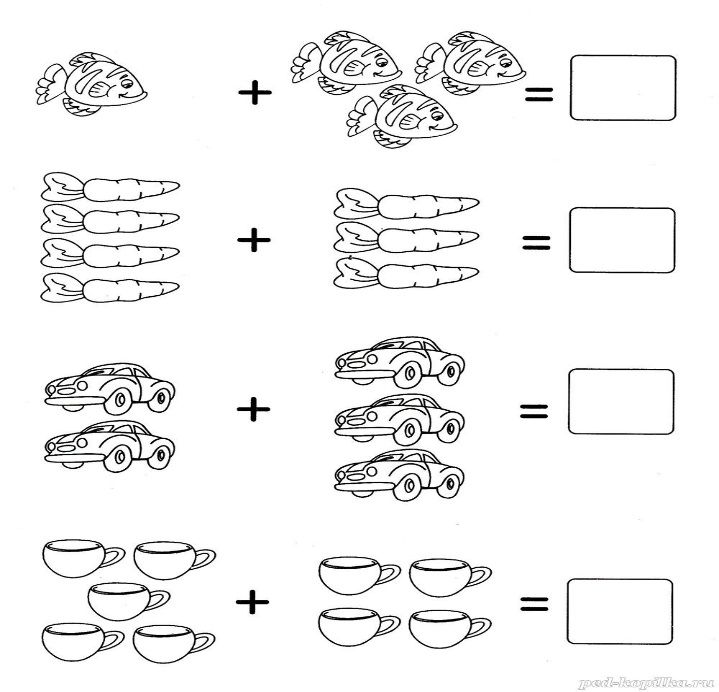 + =
+ =
+ =
+ =
ped-kopilka.ru